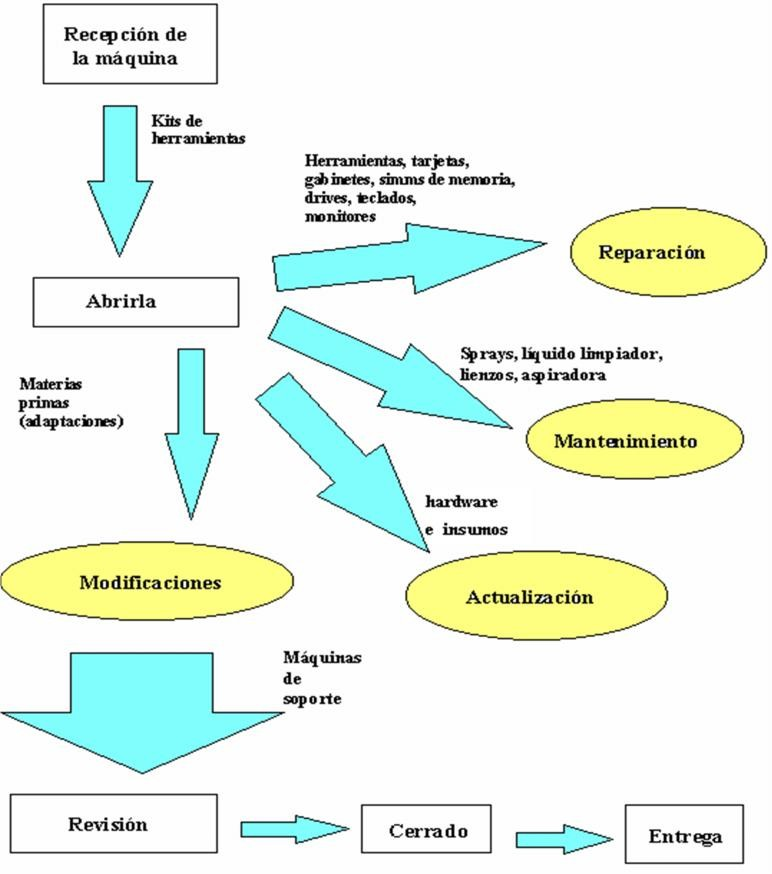 Recepción de
la máquina
Kits de
herramientas
Herramientas, tarjetas,
gabinetes, simms de memoria,
drives, teclados,
monitores
Reparación
Abrirla
Sprays, líquido limpiador,
lienzos, aspiradora
Materias
primas
(adaptaciones)
Mantenimiento
hardware
e insumos
Modificaciones
Actualización
Máquinas
de
soporte
Revisión
Cerrado
Entrega